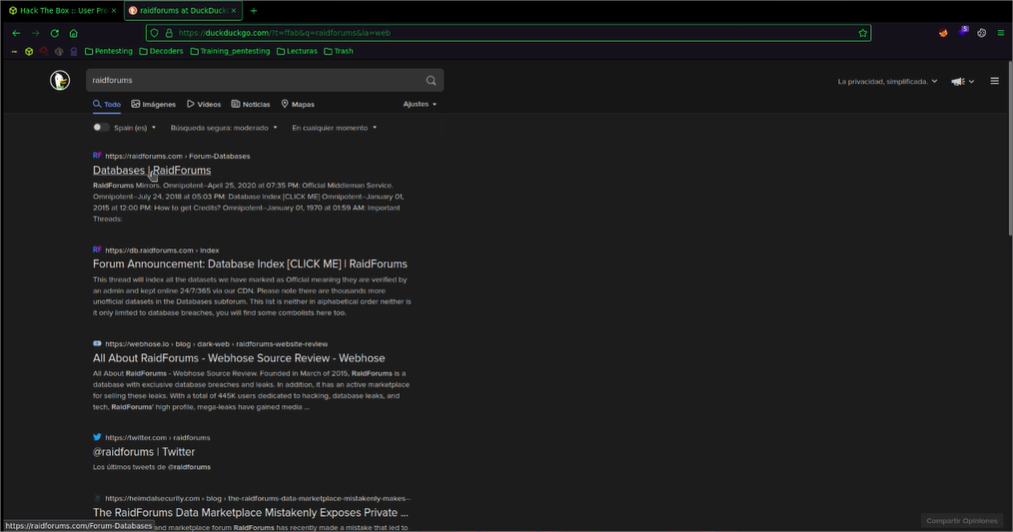 Hack The Box :: User Pr
raidforums at DuckDuck
https://duckduckgo.com/?t=ffab&q=raidforums&ia=web
Pentesting Decoders Training_pentesting Lecturas Trash
raidforums
La privacidad, simplificada.
Todo Imágenes Vídeos Noticias Mapas Ajustes
Spain (es) Búsqueda segura: moderado En cualquier momento
RF https://raidforums.com › Forum-Databases
Databases | RaidForums
RaidForums Mirrors. Omnipotent--April 25, 2020 at 07:35 PM: Official Middleman Service.
Omnipotent--July 24, 2018 at 05:03 PM: Database Index [CLICK ME] Omnipotent--January 01,
2015 at 12:00 PM: How to get Credits? Omnipotent--January 01, 1970 at 01:59 AM: Important
Threads:
RF https://db.raidforums.com › Index
Forum Announcement: Database Index [CLICK ME] | RaidForums
This thread will index all the datasets we have marked as Official meaning they are verified by
an admin and kept online 24/7/365 via our CDN. Please note there are thousands more
unofficial datasets in the Databases subforum. This list is neither in alphabetical order neither is
it only limited to database breaches, you will find some combolists here too.
https://webhose.io › blog › dark-web › raidforums-website-review
All About RaidForums - Webhose Source Review - Webhose
All About RaidForums - Webhose Source Review. Founded in March of 2015, RaidForums is a
database with exclusive database breaches and leaks. In addition, it has an active marketplace
for selling these leaks. With a total of 445K users dedicated to hacking, database leaks, and
tech, RaidForums' high profile, mega-leaks have gained media ...
https://twitter.com › raidforums
@raidforums | Twitter
Los últimos tweets de @raidforums
https://heimdalsecurity.com › blog › the-raidforums-data-marketplace-mistakenly-makes-
The RaidForums Data Marketplace Mistakenly Exposes Private ...
and marketplace forum RaidForums has recently made a mistake that led to
https://raidforums.com/Forum-Databases
Compartir Opiniones